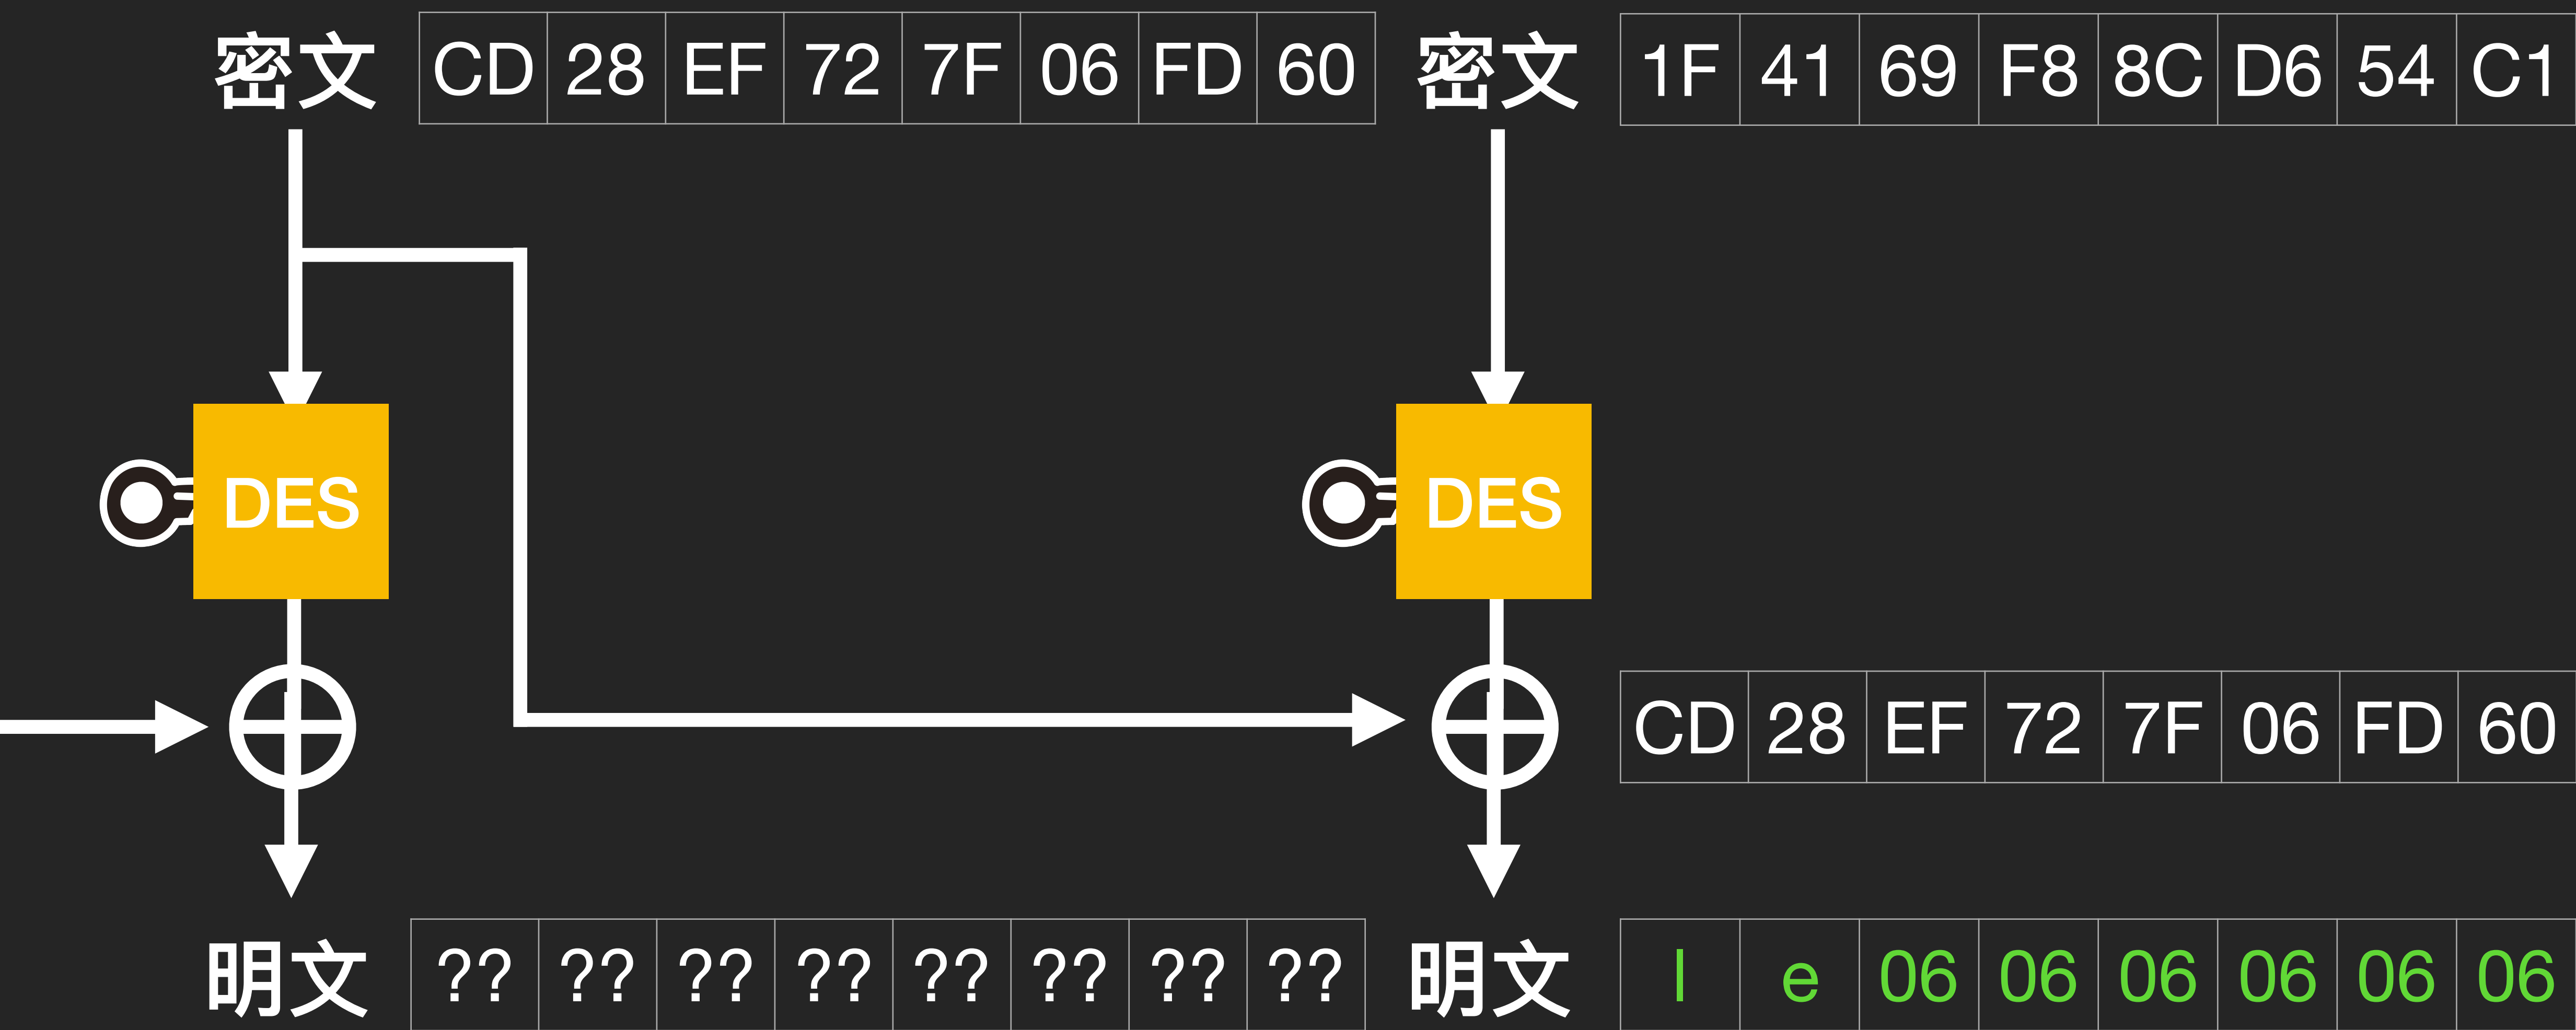 密文 CD 28 EF 72 7F 06 FD 60 密文 1F 41 69 F8 8C D6 54 C1
DES DES
CD 28 EF 72 7F 06 FD 60
明文 ?? ?? ?? ?? ?? ?? ?? ?? 明文 l e 06 06 06 06 06 06